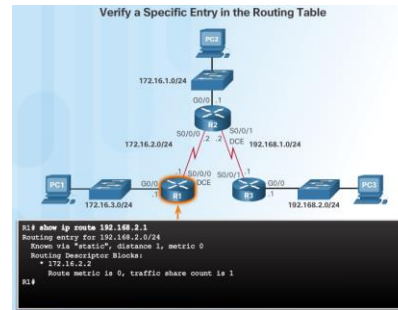 Verify a Specific Entry in the Routing Table
PC2
172.16.1.0/24
G0/0 .1
R2
S0/0/0 .2 .2 S0/0/1
DCE
172.16.2.0/24
192.168.1.0/24
.1 S0/0/0
DCE
S0/0/1 .1
PC1
G0/0
.1
R1
R3
G0/0
.1
PC3
172.16.3.0/24
192.168.2.0/24
R1# show ip route 192.168.2.1
Routing entry for 192.168.2.0/24
Known via "static", distance 1, metric 0
Routing Descriptor Blocks:
* 172.16.2.2
Route metric is 0, traffic share count is 1
R1#